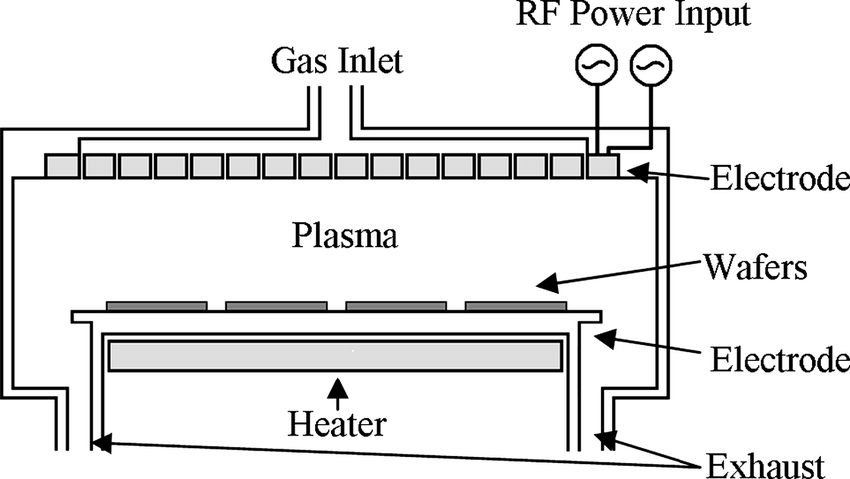 RF Power Input
Gas Inlet
Electrode
Plasma
Wafers
Electrode
Heater
Exhaust